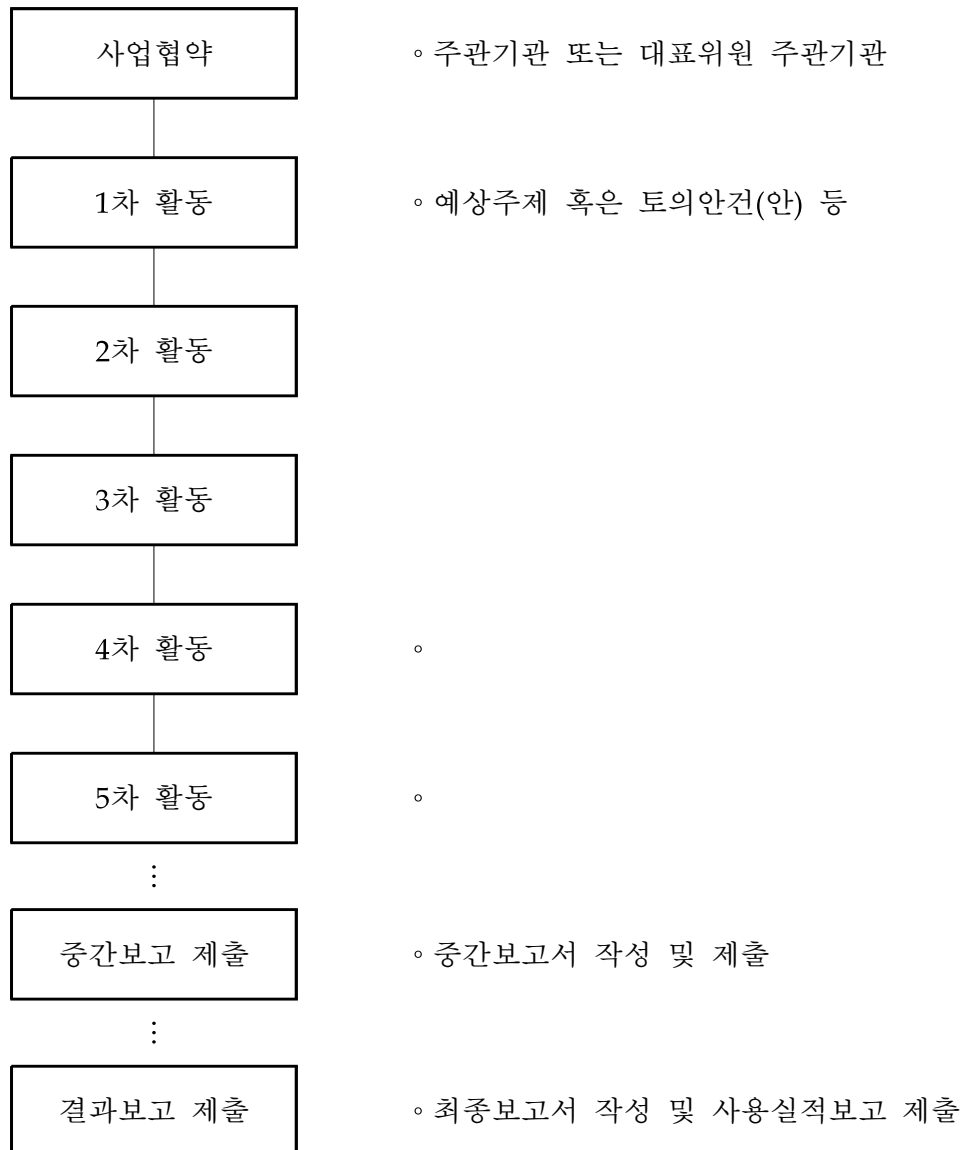 사업협약 ◦주관기관 또는 대표위원 주관기관
1차 활동 ◦예상주제 혹은 토의안건(안) 등
2차 활동
3차 활동
4차 활동 ◦
5차 활동 ◦
⋮
중간보고 제출 ◦중간보고서 작성 및 제출
⋮
결과보고 제출 ◦최종보고서 작성 및 사용실적보고 제출